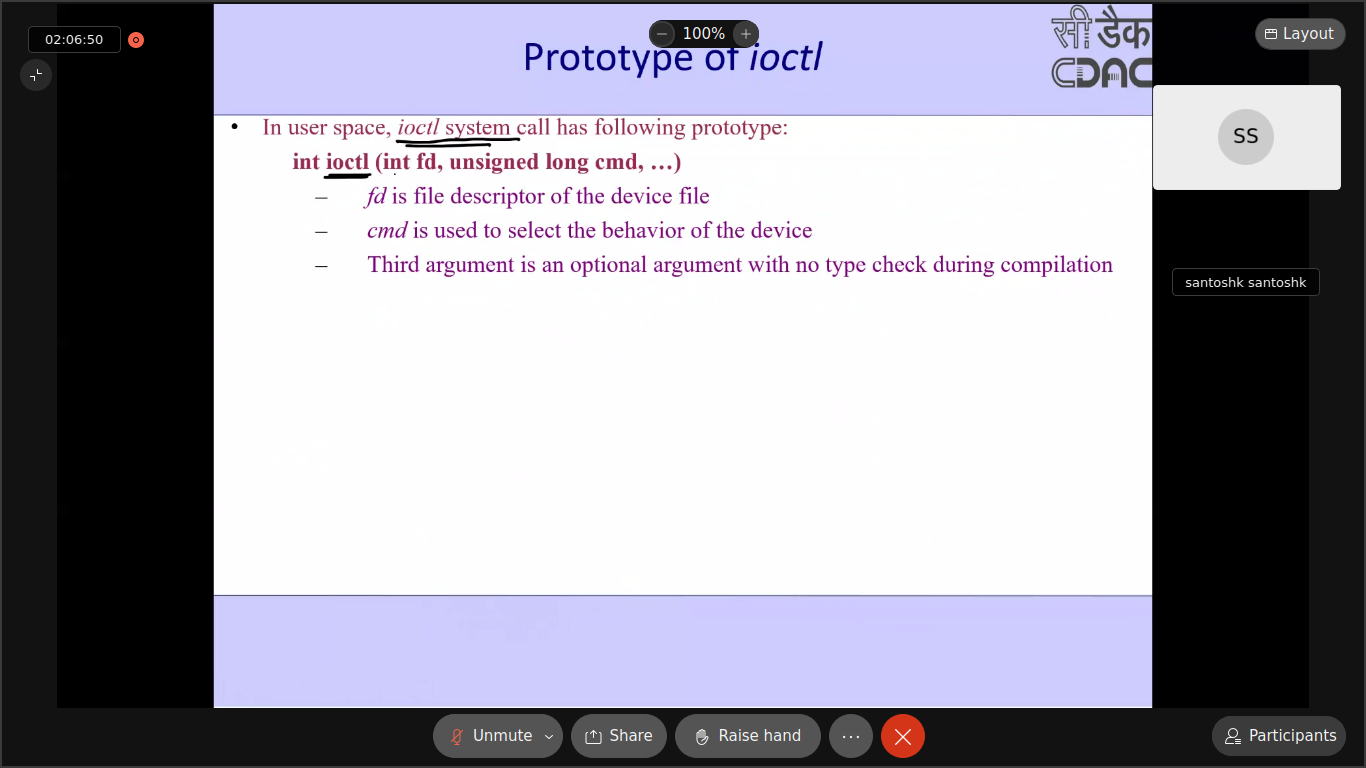 02:06:50
100%
Layout
Prototype of ioctl
सी डैक
CDAC
• In user space, ioctl system call has following prototype:
int ioctl (int fd, unsigned long cmd, …)
– fd is file descriptor of the device file
– cmd is used to select the behavior of the device
– Third argument is an optional argument with no type check during compilation
SS
santoshk santoshk
Unmute
Share
Raise hand
Participants